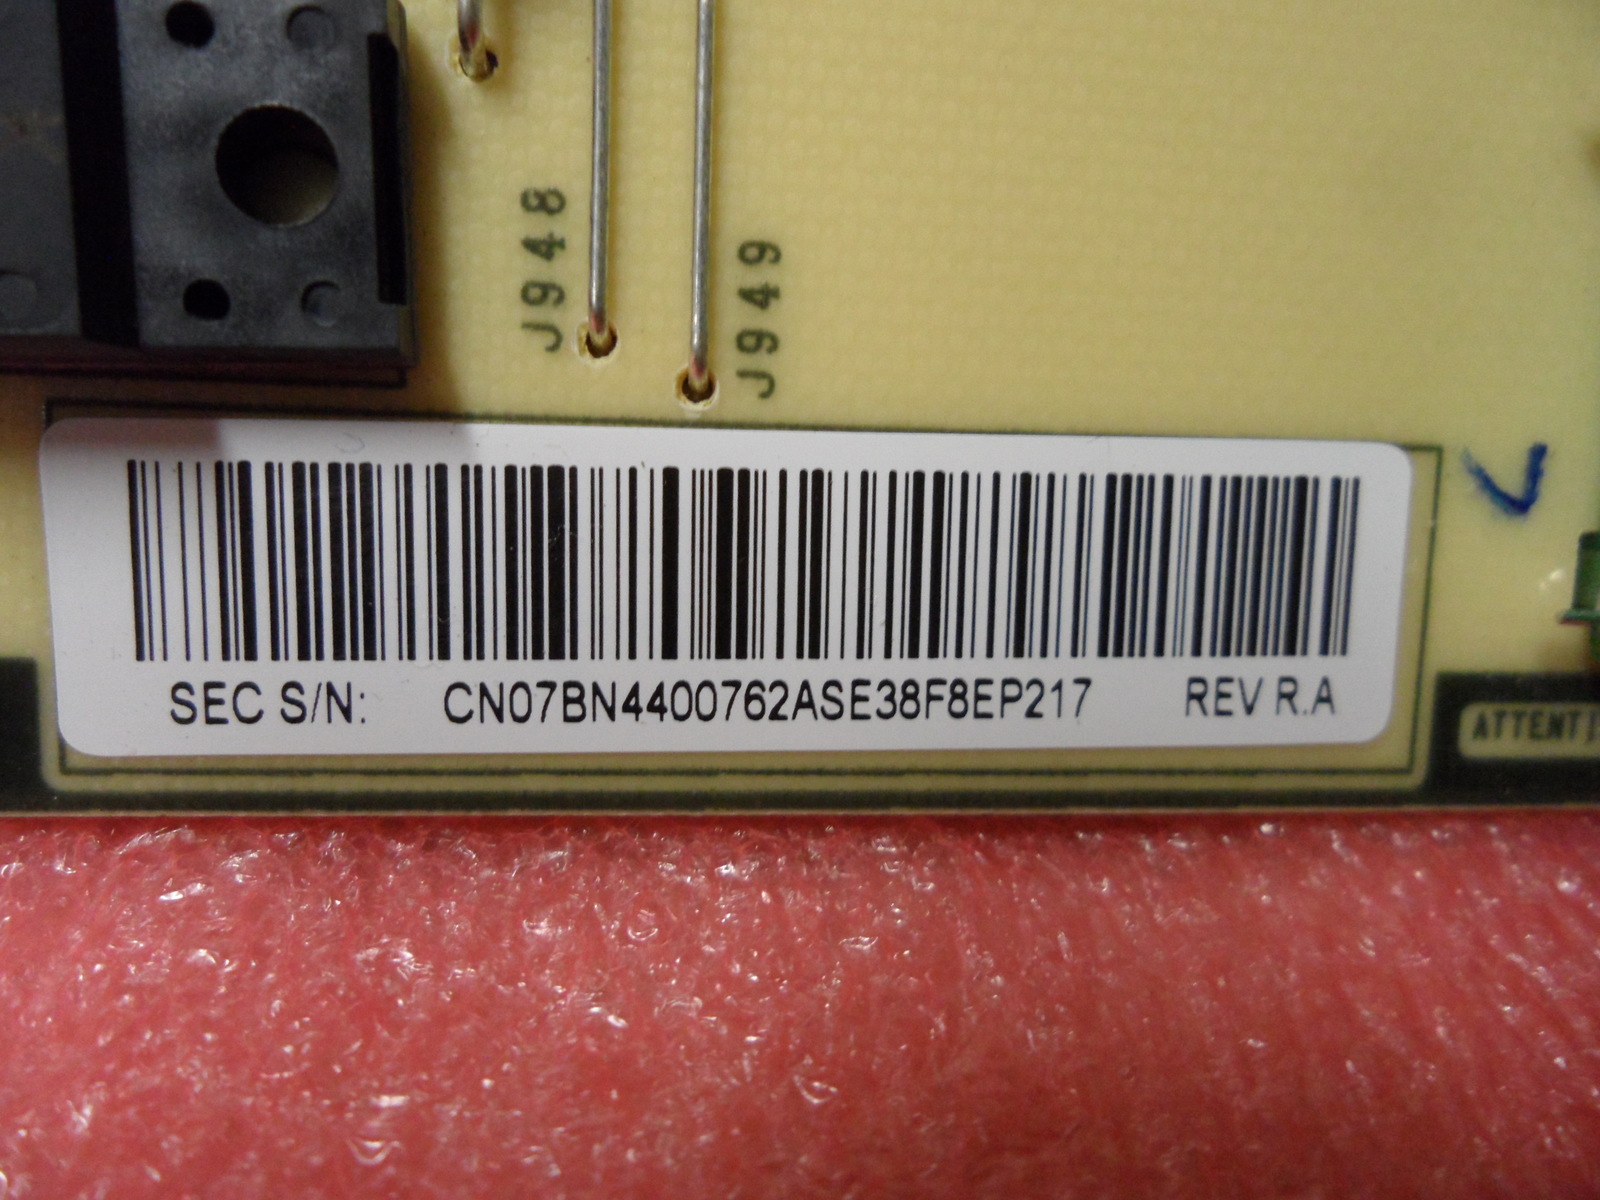 J948
J949
SEC S/N: CN07BN4400762ASE38F8EP217 REV R.A
ATTENTI